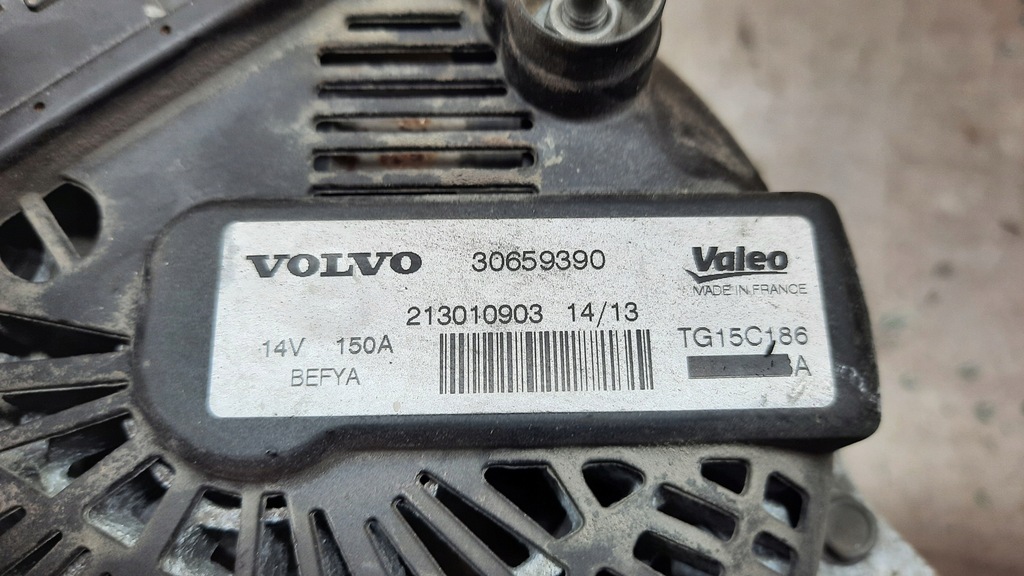 VOLVO 30659390 Valeo
MADE IN FRANCE
213010903 14/13
14V 150A TG15C186
BEFYA A